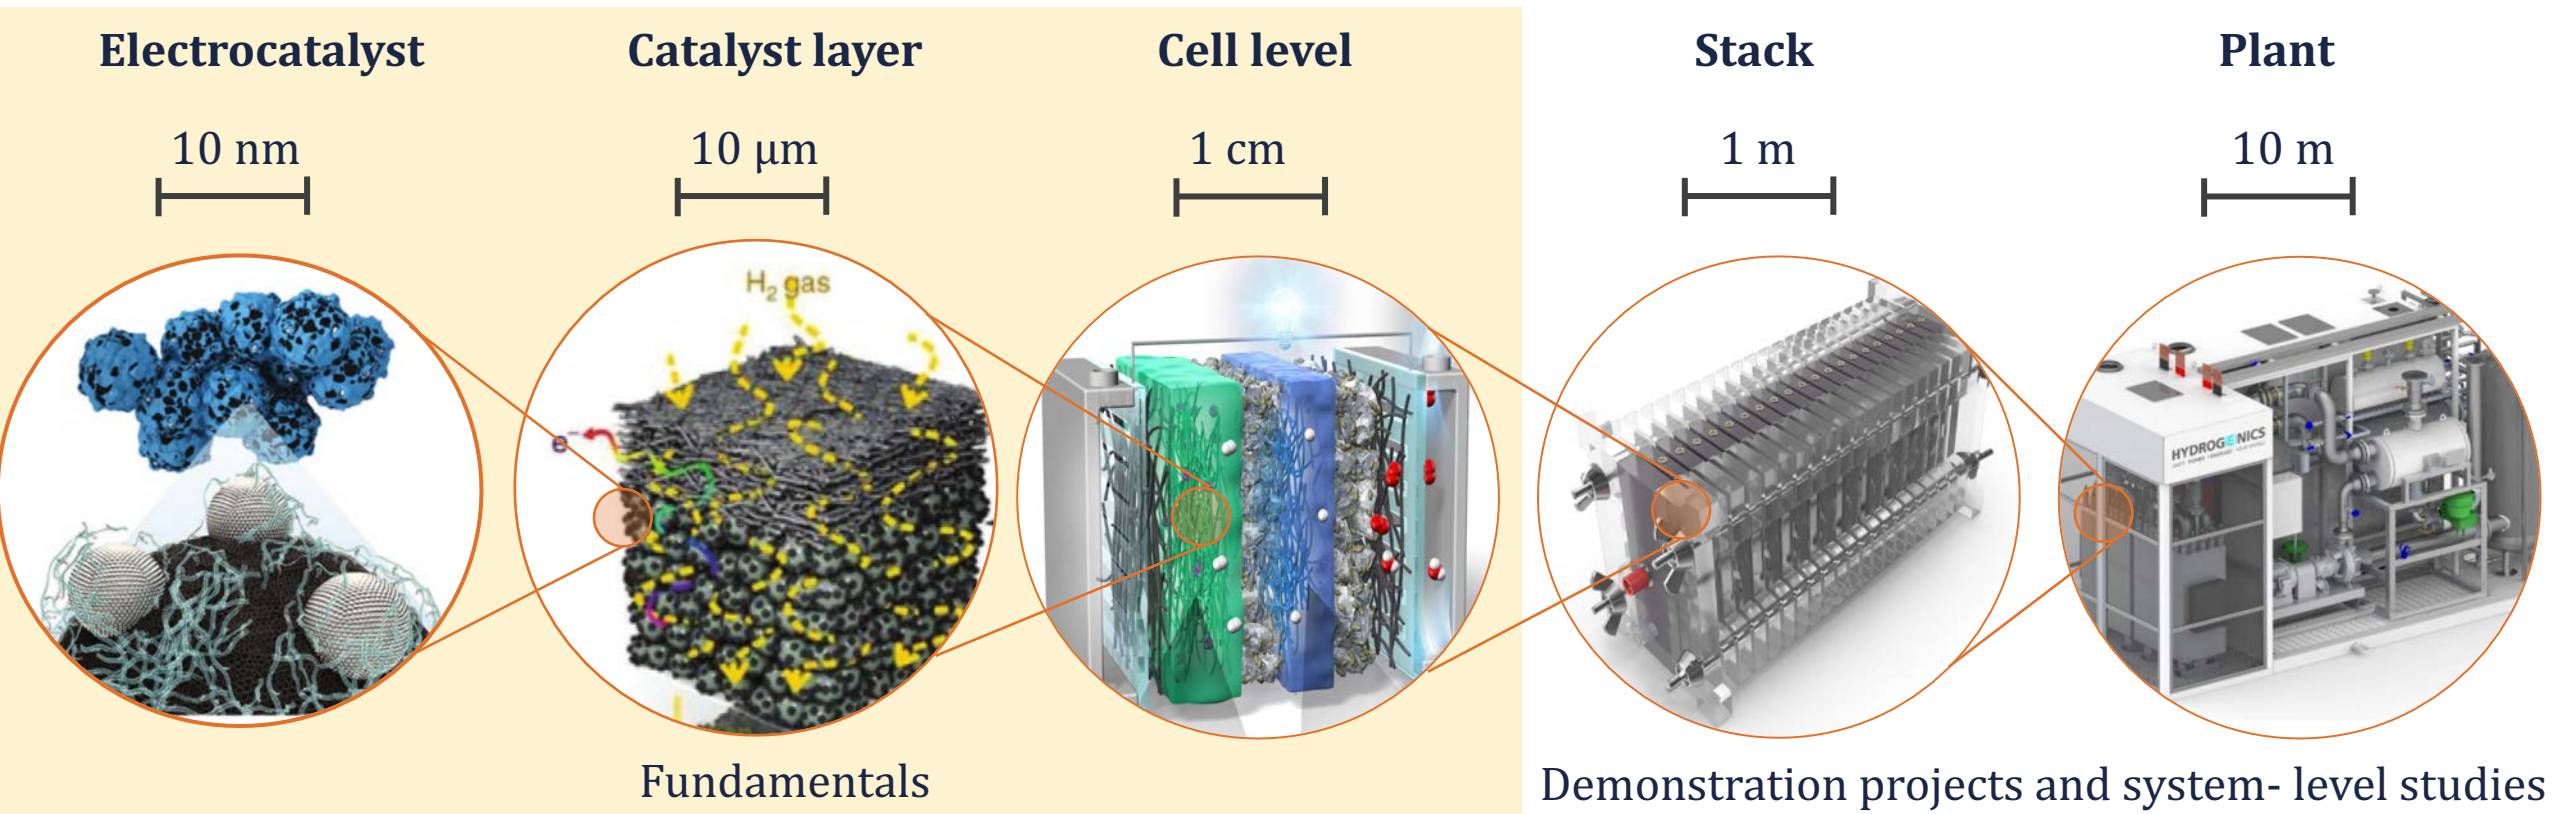 Electrocatalyst
Catalyst layer
Cell level
Stack
Plant
10 nm
10 μm
1 cm
1 m
10 m
H₂ gas
e⁻
HYDROGENICS
Fundamentals
Demonstration projects and system- level studies